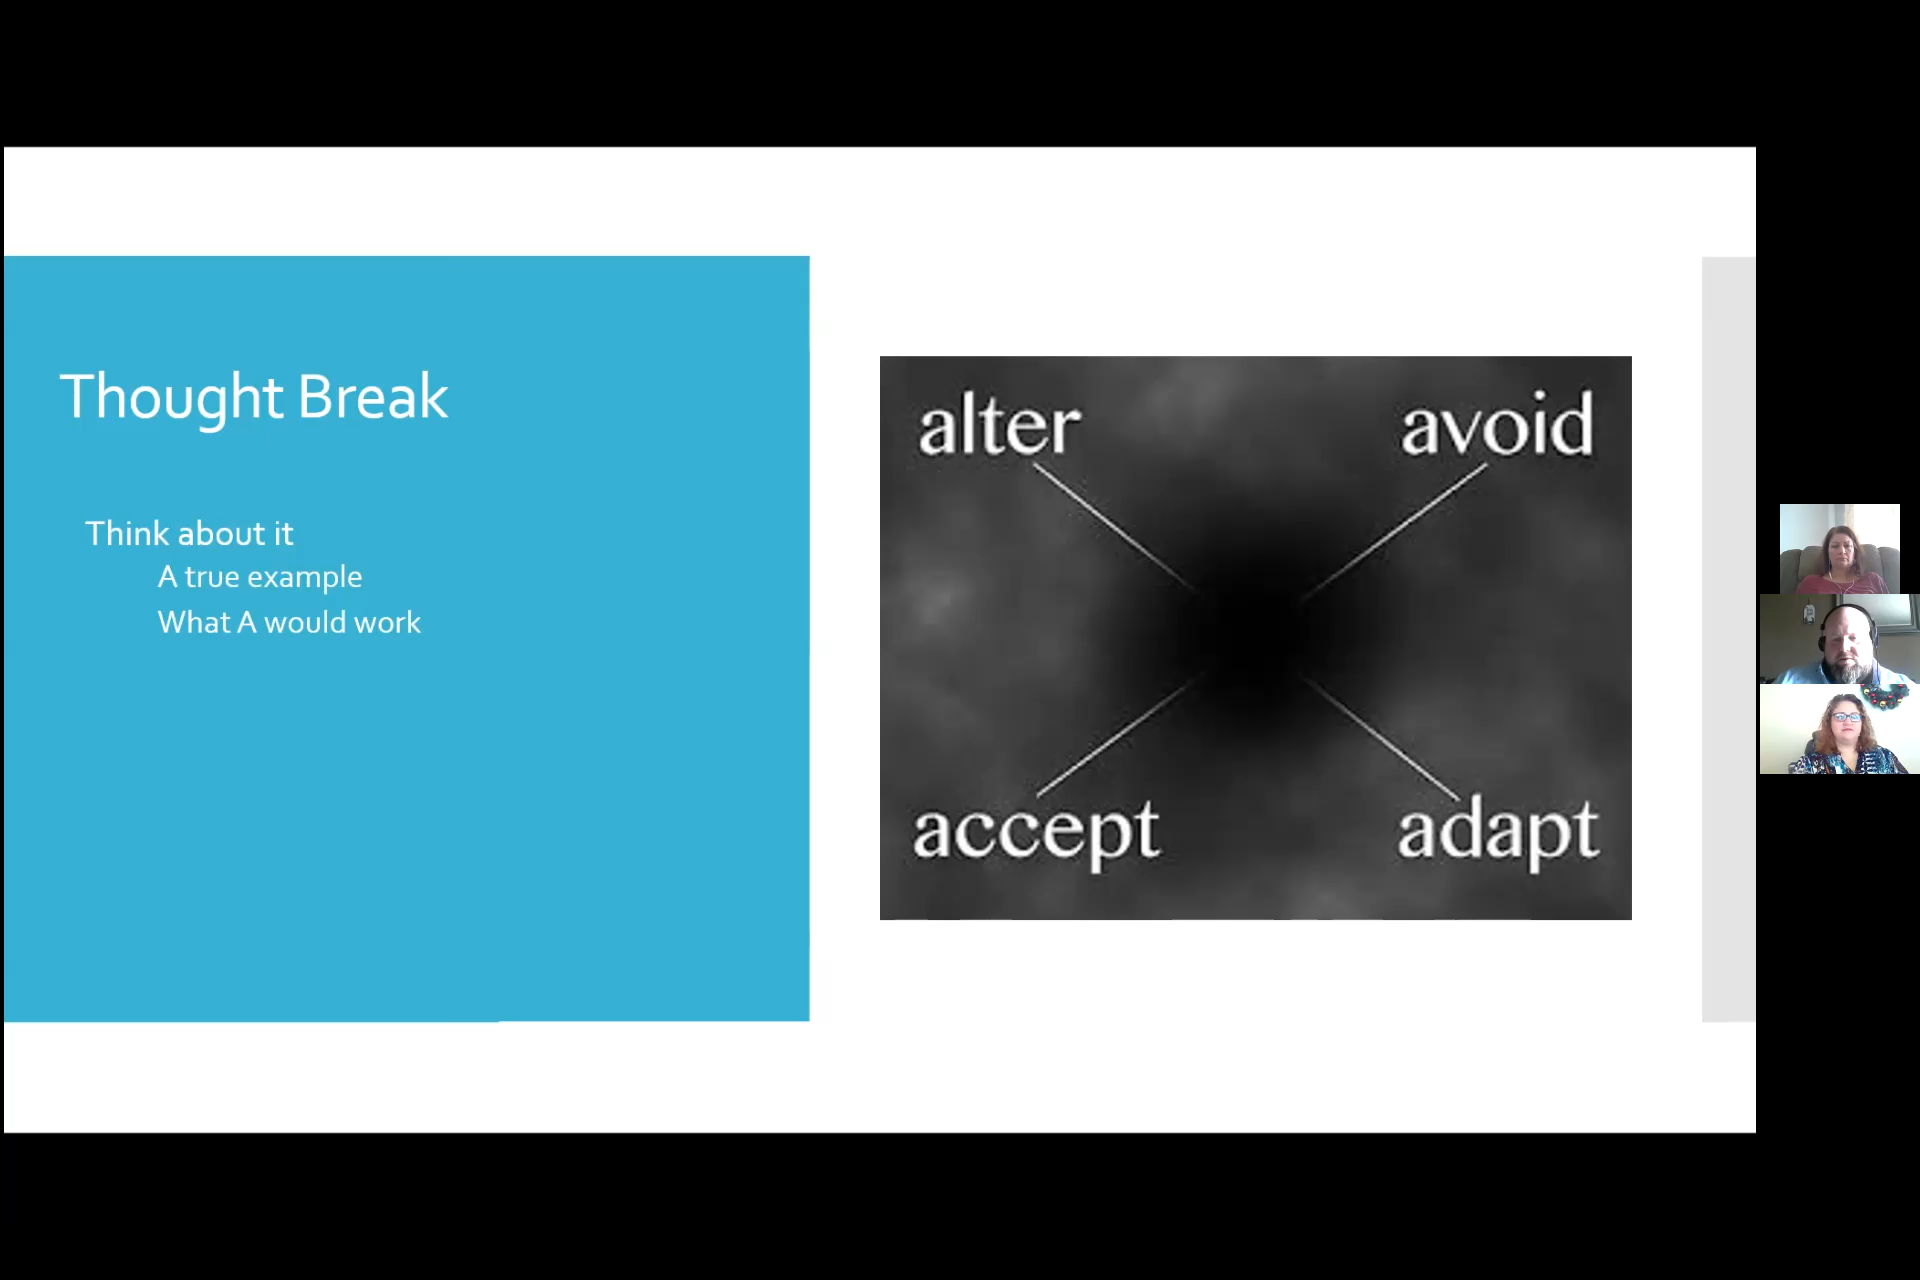 Thought Break
Think about it
A true example
What A would work
alter
avoid
accept
adapt